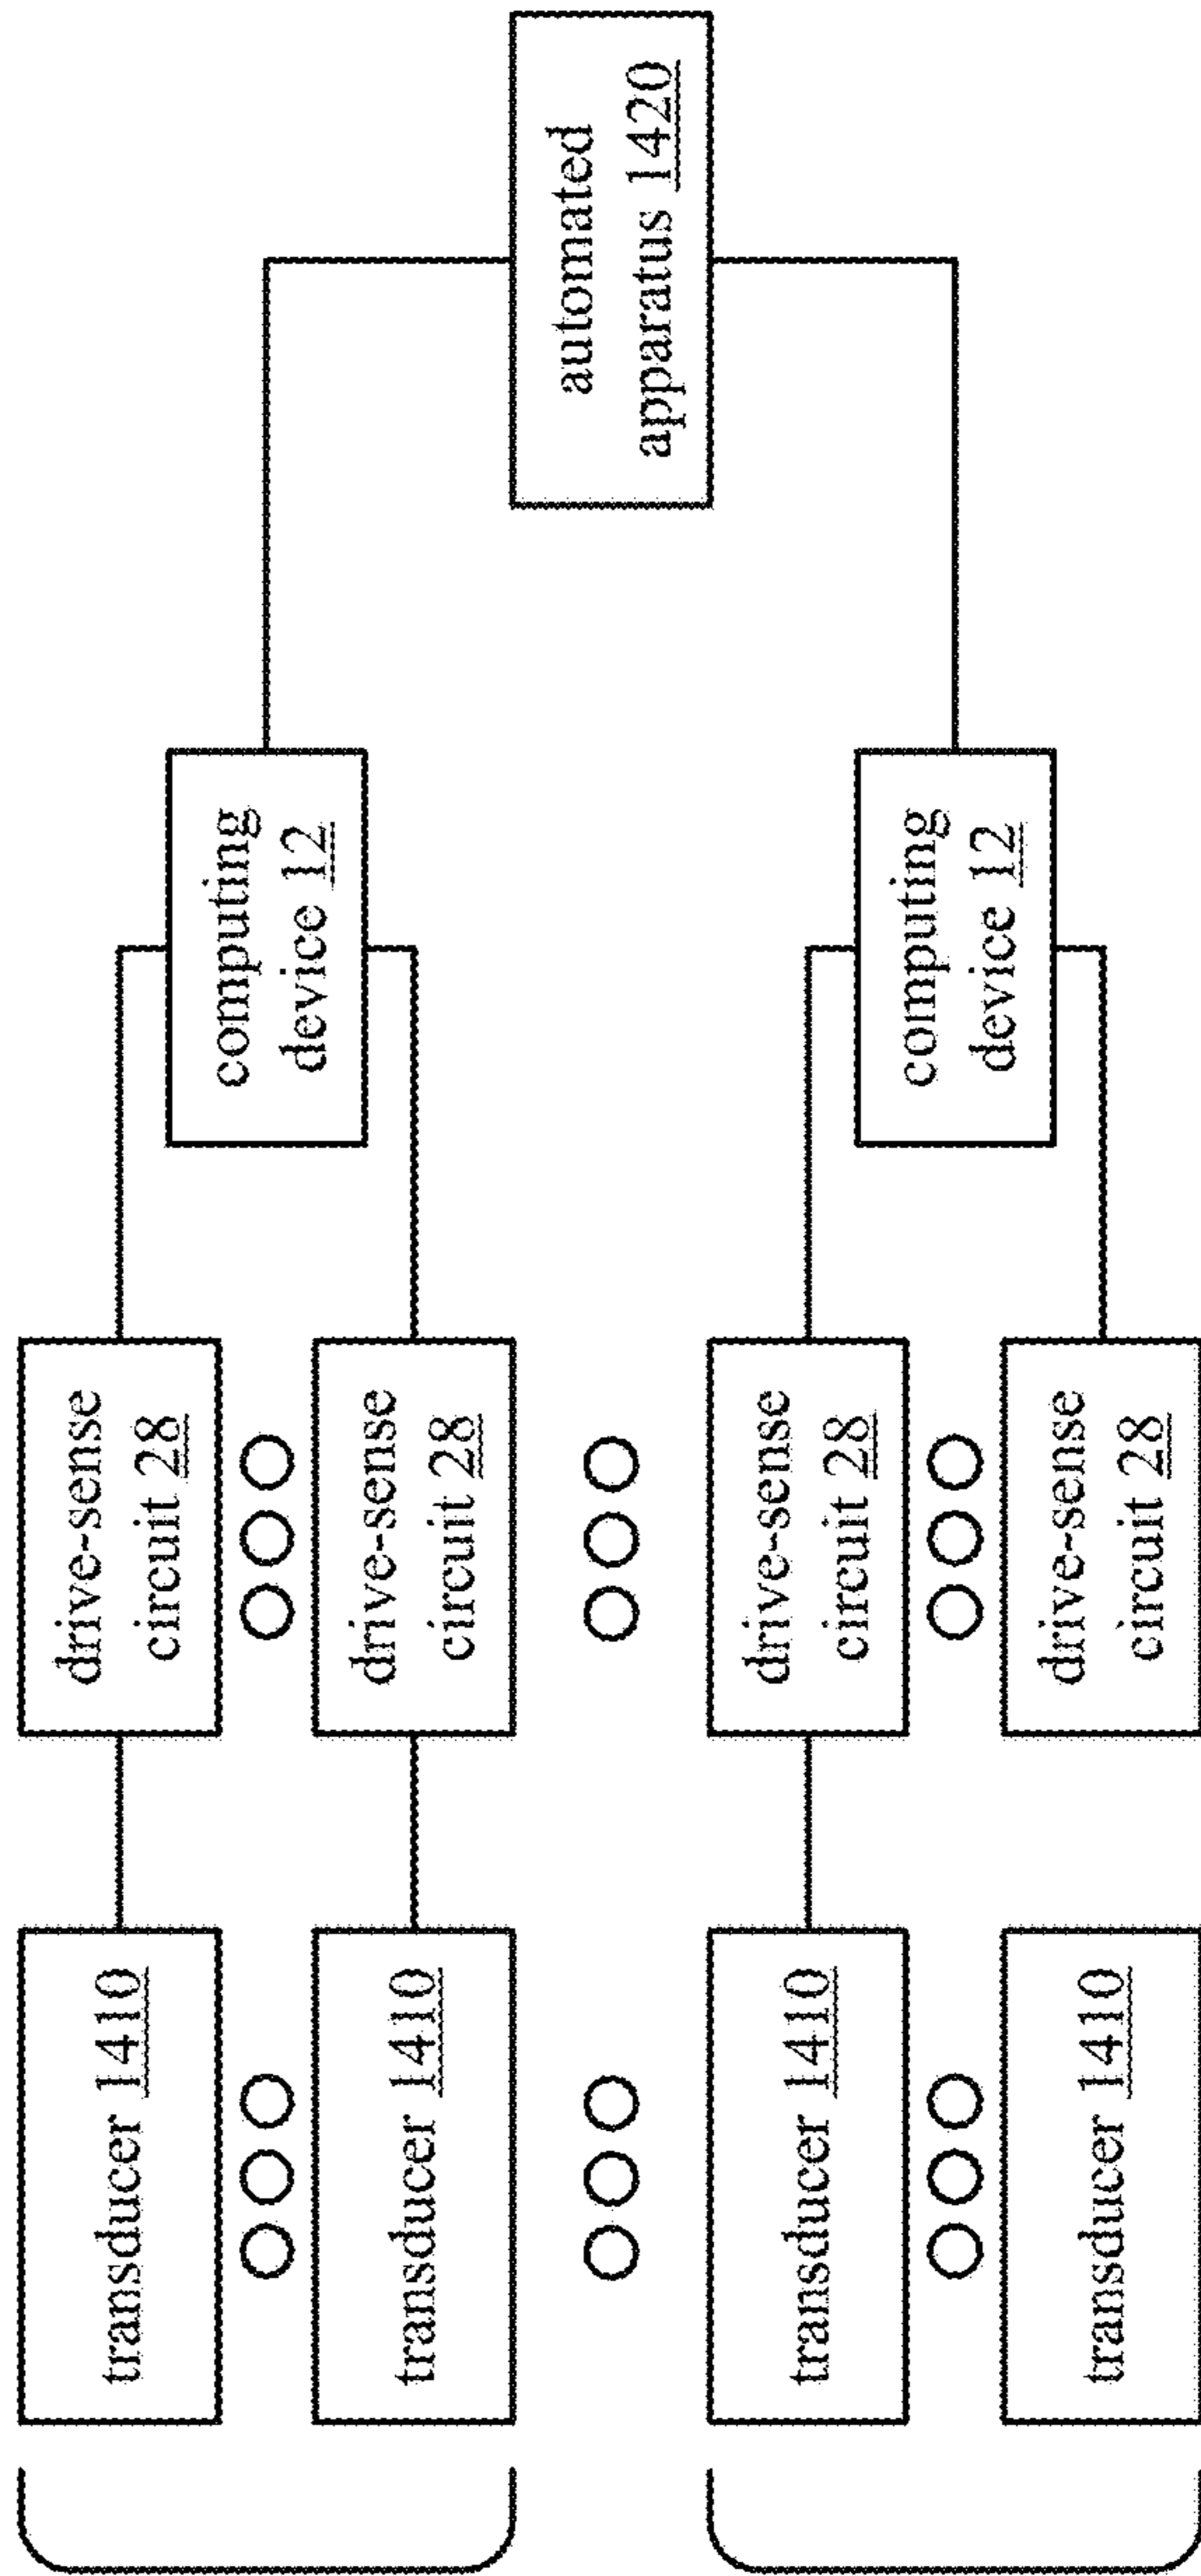 transducer 1410
drive-sense
circuit 28
transducer 1410
drive-sense
circuit 28
computing
device 12
automated
apparatus 1420
transducer 1410
drive-sense
circuit 28
transducer 1410
drive-sense
circuit 28
computing
device 12